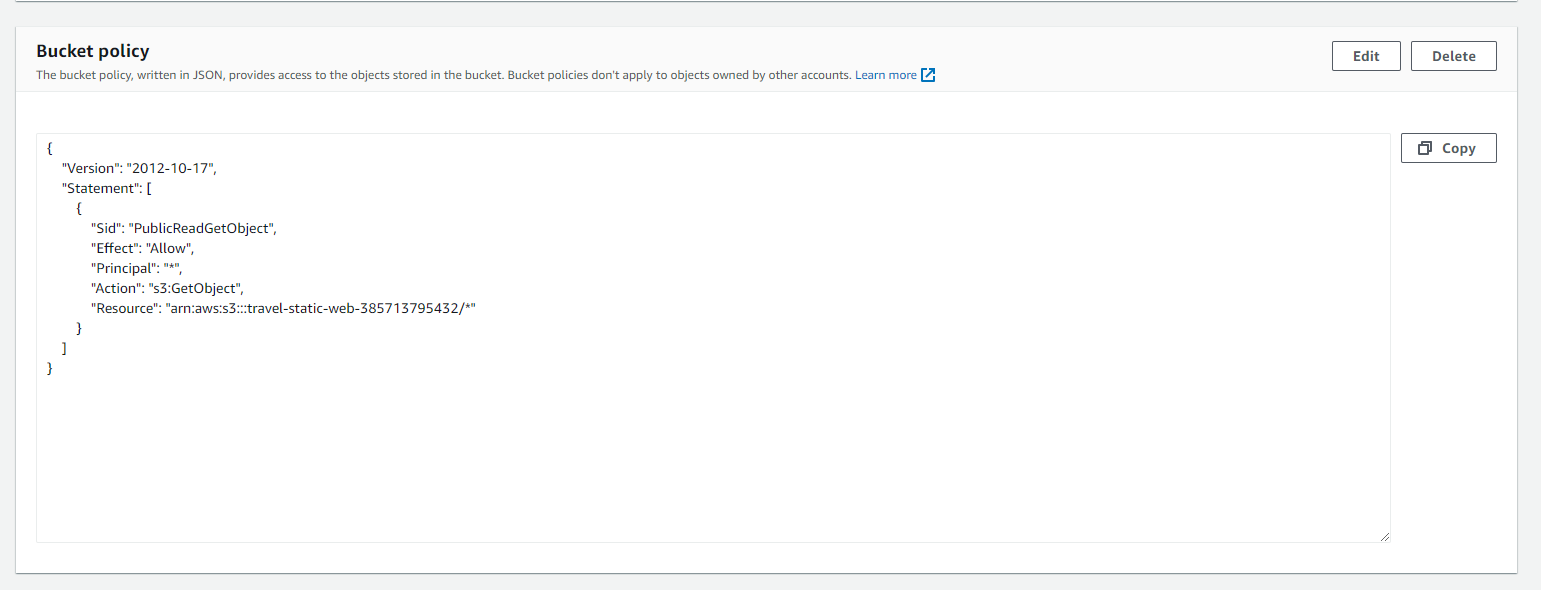 Bucket policy
Edit
Delete
The bucket policy, written in JSON, provides access to the objects stored in the bucket. Bucket policies don't apply to objects owned by other accounts. Learn more
Copy
{
    "Version": "2012-10-17",
    "Statement": [
        {
            "Sid": "PublicReadGetObject",
            "Effect": "Allow",
            "Principal": "*",
            "Action": "s3:GetObject",
            "Resource": "arn:aws:s3:::travel-static-web-385713795432/*"
        }
    ]
}